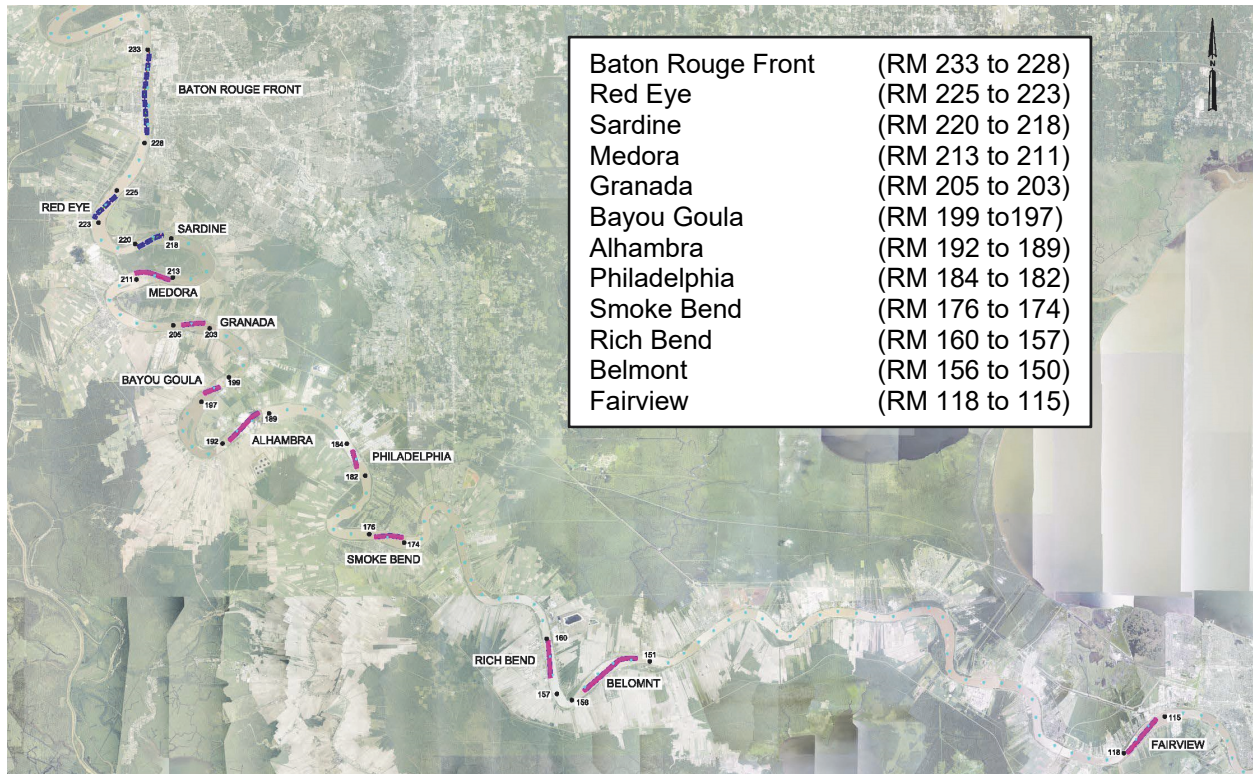 233
BATON ROUGE FRONT
228
225
RED EYE
223
SARDINE
220
218
213
211
MEDORA
GRANADA
205
203
199
BAYOU GOULA
197
189
192
ALHAMBRA
184
PHILADELPHIA
182
176
174
SMOKE BEND
160
RICH BEND
151
157
156
BELOMNT
115
118
FAIRVIEW
N
Baton Rouge Front (RM 233 to 228)
Red Eye (RM 225 to 223)
Sardine (RM 220 to 218)
Medora (RM 213 to 211)
Granada (RM 205 to 203)
Bayou Goula (RM 199 to197)
Alhambra (RM 192 to 189)
Philadelphia (RM 184 to 182)
Smoke Bend (RM 176 to 174)
Rich Bend (RM 160 to 157)
Belmont (RM 156 to 150)
Fairview (RM 118 to 115)